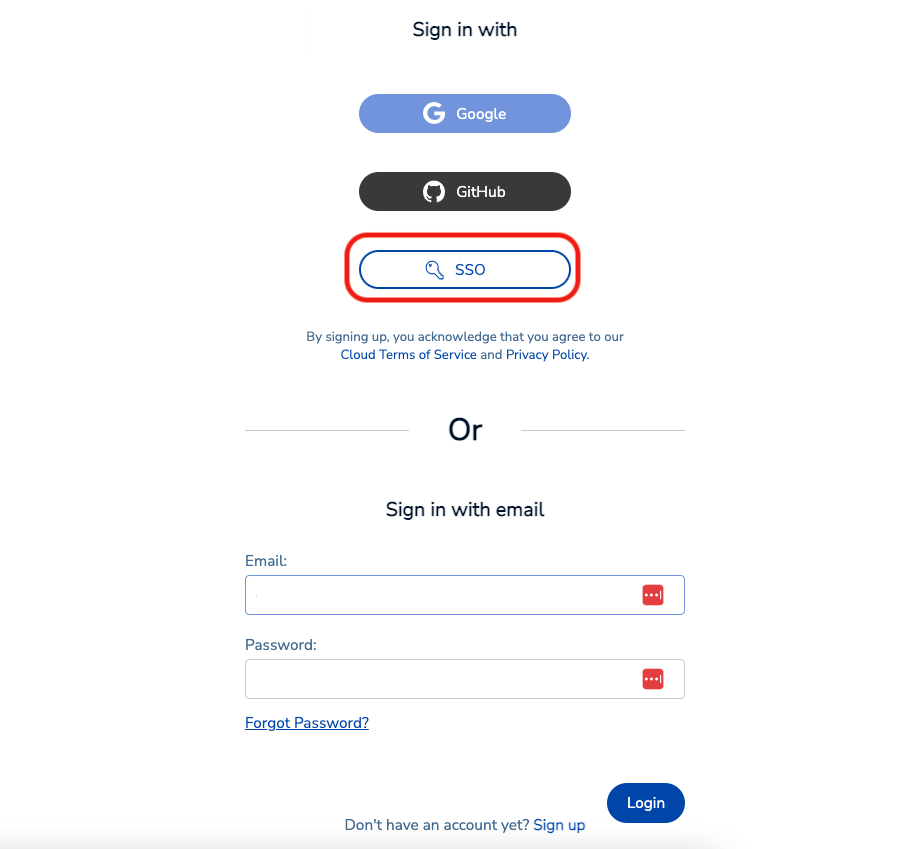 Sign in with
Google
GitHub
SSO
By signing up, you acknowledge that you agree to our
Cloud Terms of Service and Privacy Policy.
Or
Sign in with email
Email:
Password:
Forgot Password?
Login
Don't have an account yet? Sign up